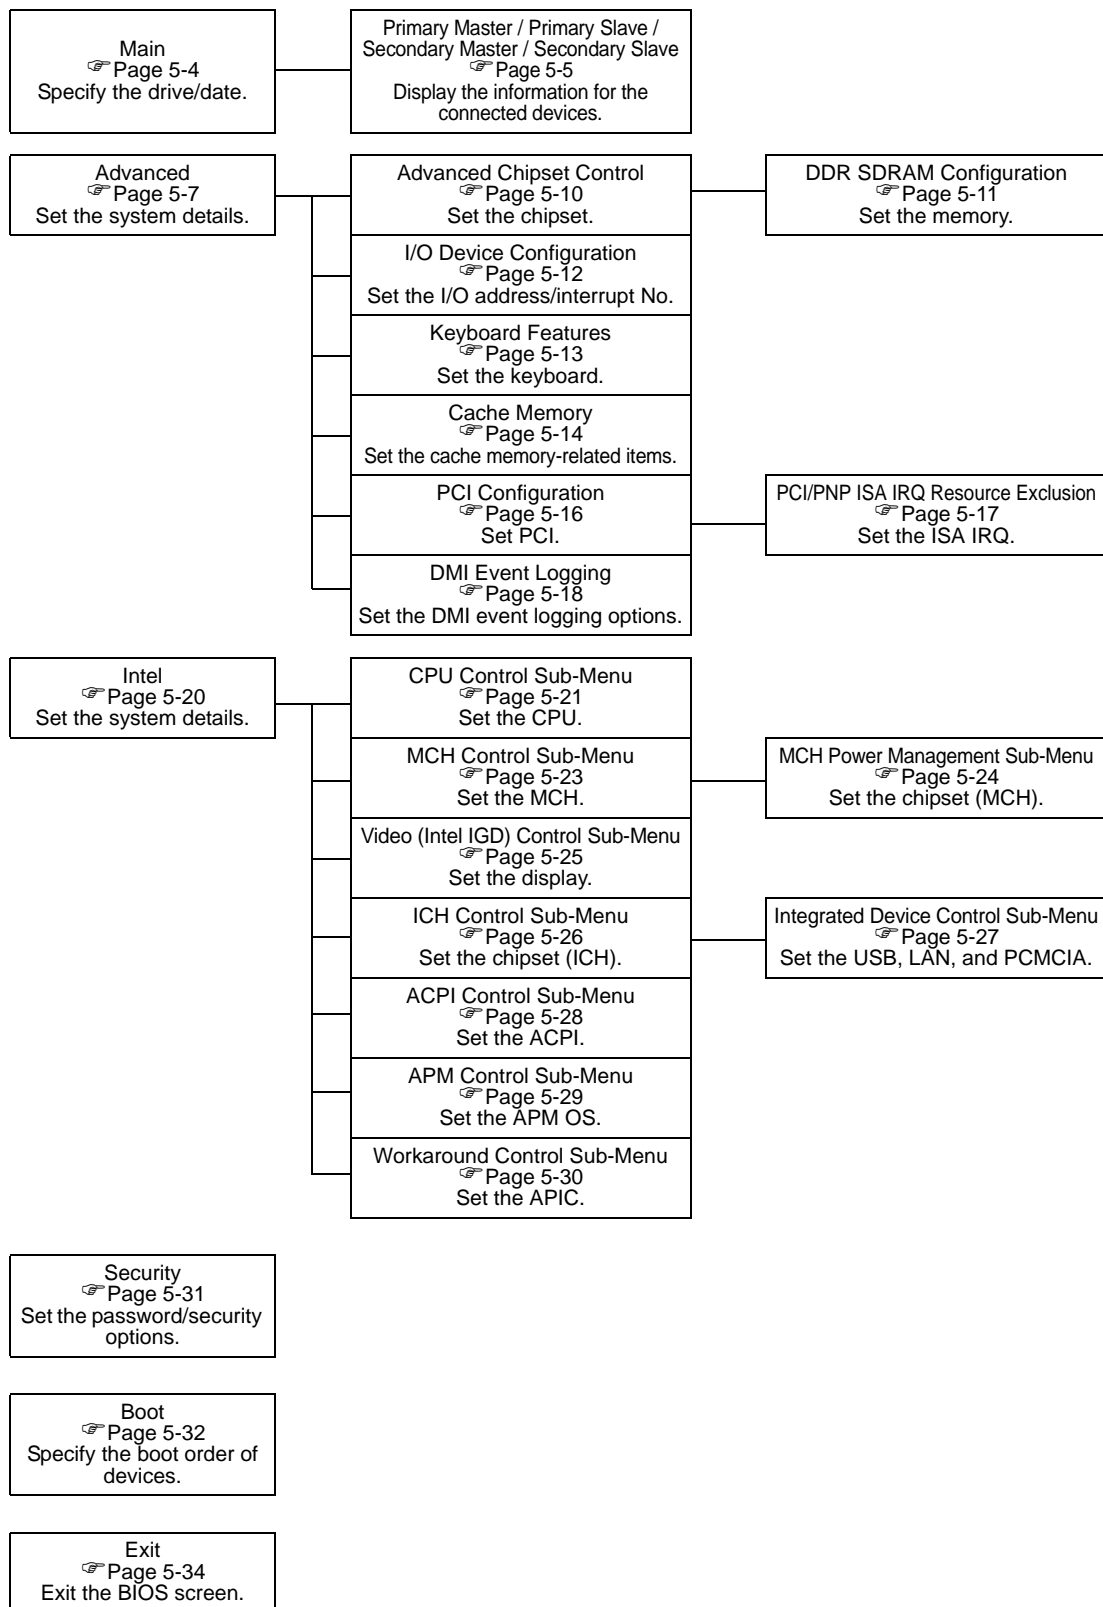 Main
☞ Page 5-4
Specify the drive/date.
Primary Master / Primary Slave /
Secondary Master / Secondary Slave
☞ Page 5-5
Display the information for the
connected devices.
Advanced
☞ Page 5-7
Set the system details.
Advanced Chipset Control
☞ Page 5-10
Set the chipset.
DDR SDRAM Configuration
☞ Page 5-11
Set the memory.
I/O Device Configuration
☞ Page 5-12
Set the I/O address/interrupt No.
Keyboard Features
☞ Page 5-13
Set the keyboard.
Cache Memory
☞ Page 5-14
Set the cache memory-related items.
PCI Configuration
☞ Page 5-16
Set PCI.
PCI/PNP ISA IRQ Resource Exclusion
☞ Page 5-17
Set the ISA IRQ.
DMI Event Logging
☞ Page 5-18
Set the DMI event logging options.
Intel
☞ Page 5-20
Set the system details.
CPU Control Sub-Menu
☞ Page 5-21
Set the CPU.
MCH Control Sub-Menu
☞ Page 5-23
Set the MCH.
MCH Power Management Sub-Menu
☞ Page 5-24
Set the chipset (MCH).
Video (Intel IGD) Control Sub-Menu
☞ Page 5-25
Set the display.
ICH Control Sub-Menu
☞ Page 5-26
Set the chipset (ICH).
Integrated Device Control Sub-Menu
☞ Page 5-27
Set the USB, LAN, and PCMCIA.
ACPI Control Sub-Menu
☞ Page 5-28
Set the ACPI.
APM Control Sub-Menu
☞ Page 5-29
Set the APM OS.
Workaround Control Sub-Menu
☞ Page 5-30
Set the APIC.
Security
☞ Page 5-31
Set the password/security
options.
Boot
☞ Page 5-32
Specify the boot order of
devices.
Exit
☞ Page 5-34
Exit the BIOS screen.